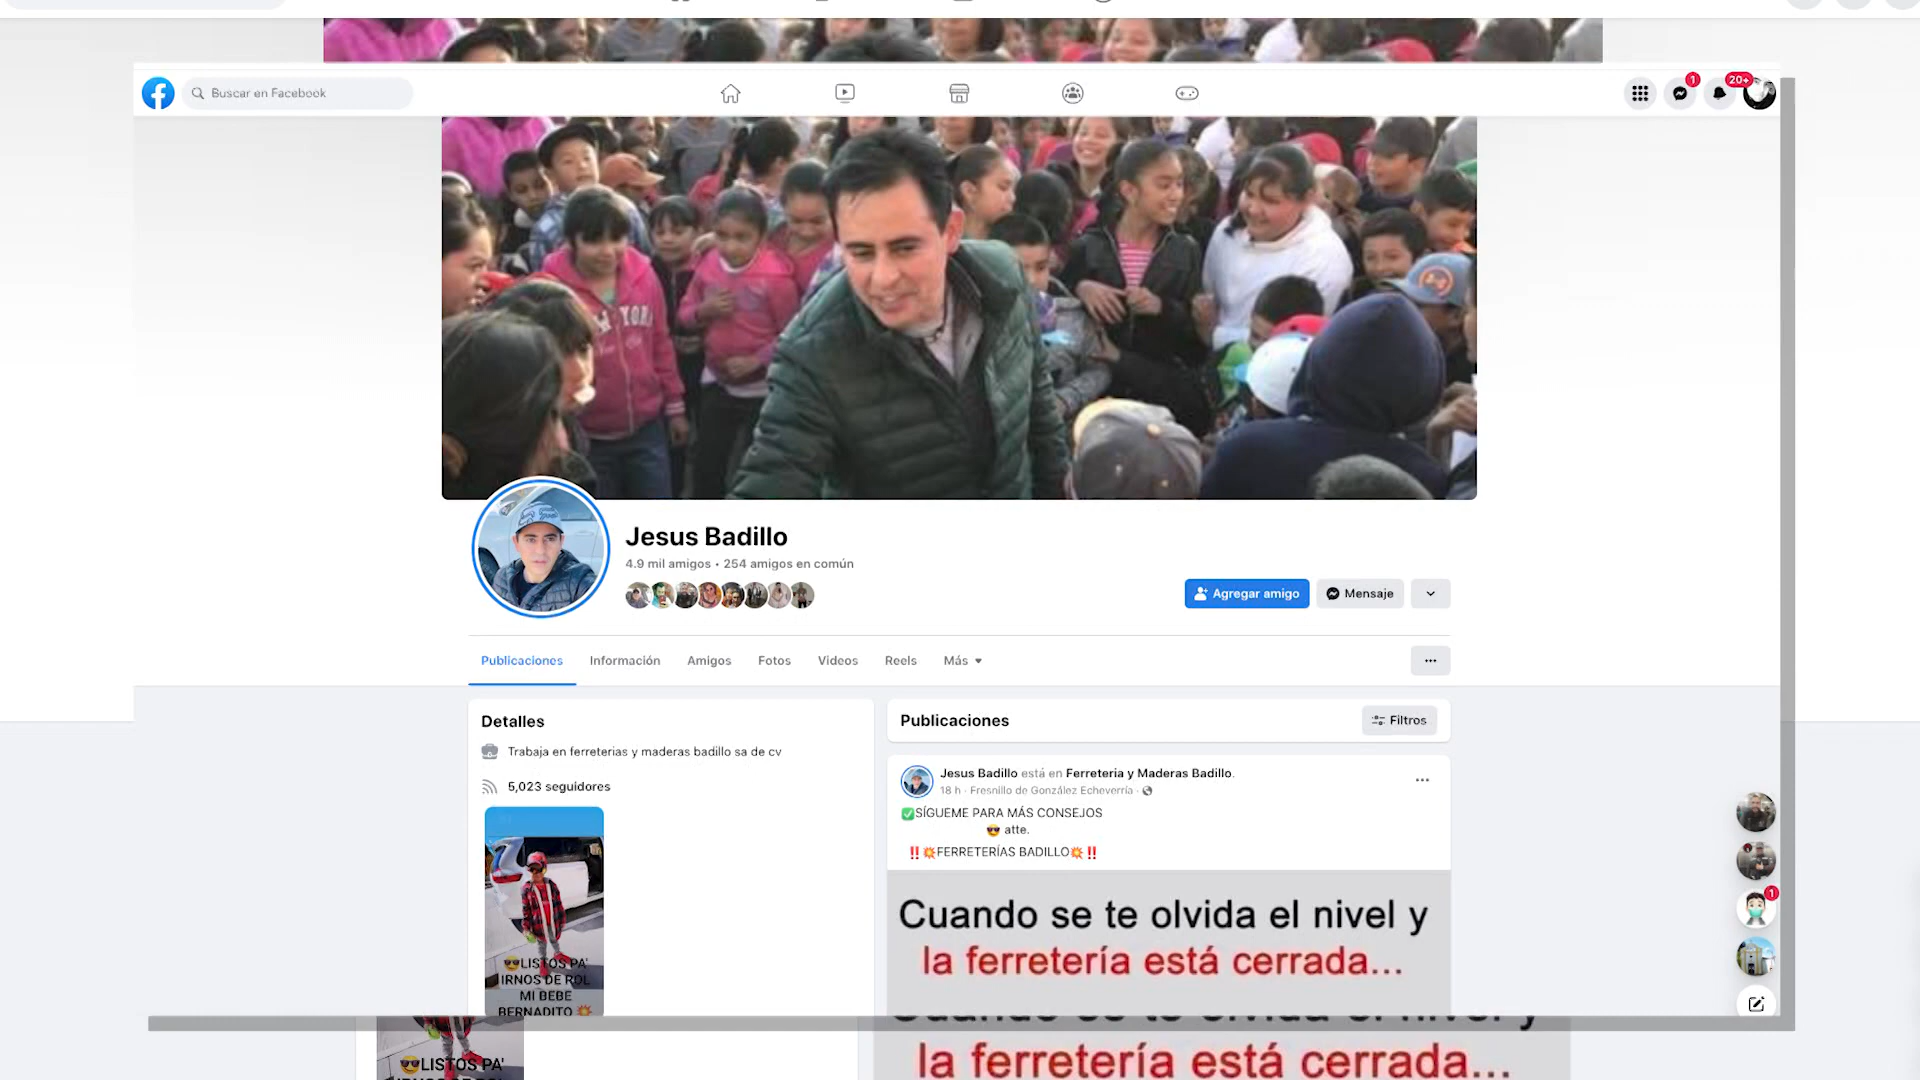 Buscar en Facebook
1
20+
YORK
Jesus Badillo
4.9 mil amigos • 254 amigos en común
Agregar amigo
Mensaje
Publicaciones
Información
Amigos
Fotos
Videos
Reels
Más
Detalles
Trabaja en ferreterias y maderas badillo sa de cv
5,023 seguidores
😎LISTOS PA'
IRNOS DE ROL
MI BEBE
BERNADITO 💥
Publicaciones
Filtros
Jesus Badillo está en Ferreteria y Maderas Badillo.
18 h · Fresnillo de González Echeverría ·
✅SÍGUEME PARA MÁS CONSEJOS
😎 atte.
‼️💥FERRETERÍAS BADILLO💥‼️
Cuando se te olvida el nivel y
la ferretería está cerrada...
1
😎LISTOS PA'
Cuando se te olvida el nivel y
la ferretería está cerrada...